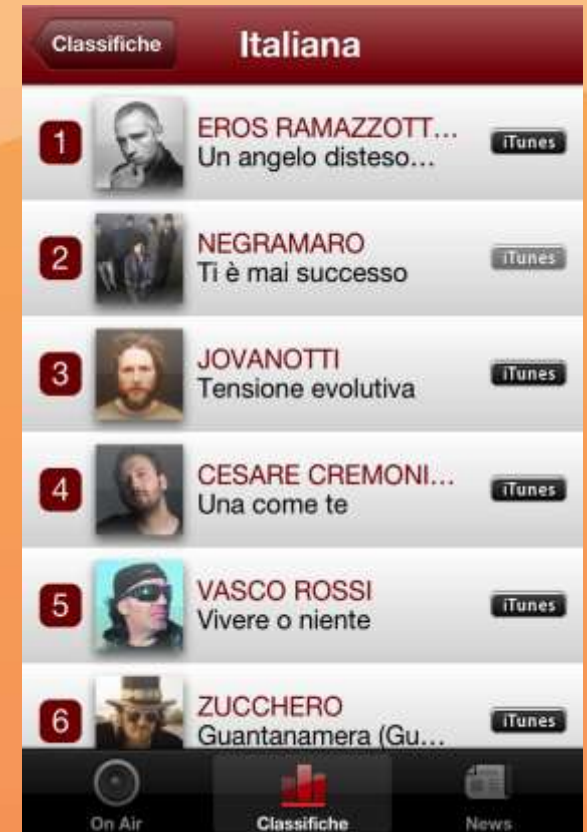 Classifiche
Italiana
1
EROS RAMAZZOTT...
Un angelo disteso...
iTunes
2
NEGRAMARO
Ti è mai successo
iTunes
3
JOVANOTTI
Tensione evolutiva
iTunes
4
CESARE CREMONI...
Una come te
iTunes
5
VASCO ROSSI
Vivere o niente
iTunes
6
ZUCCHERO
Guantanamera (Gu...
iTunes
On Air
Classifiche
News